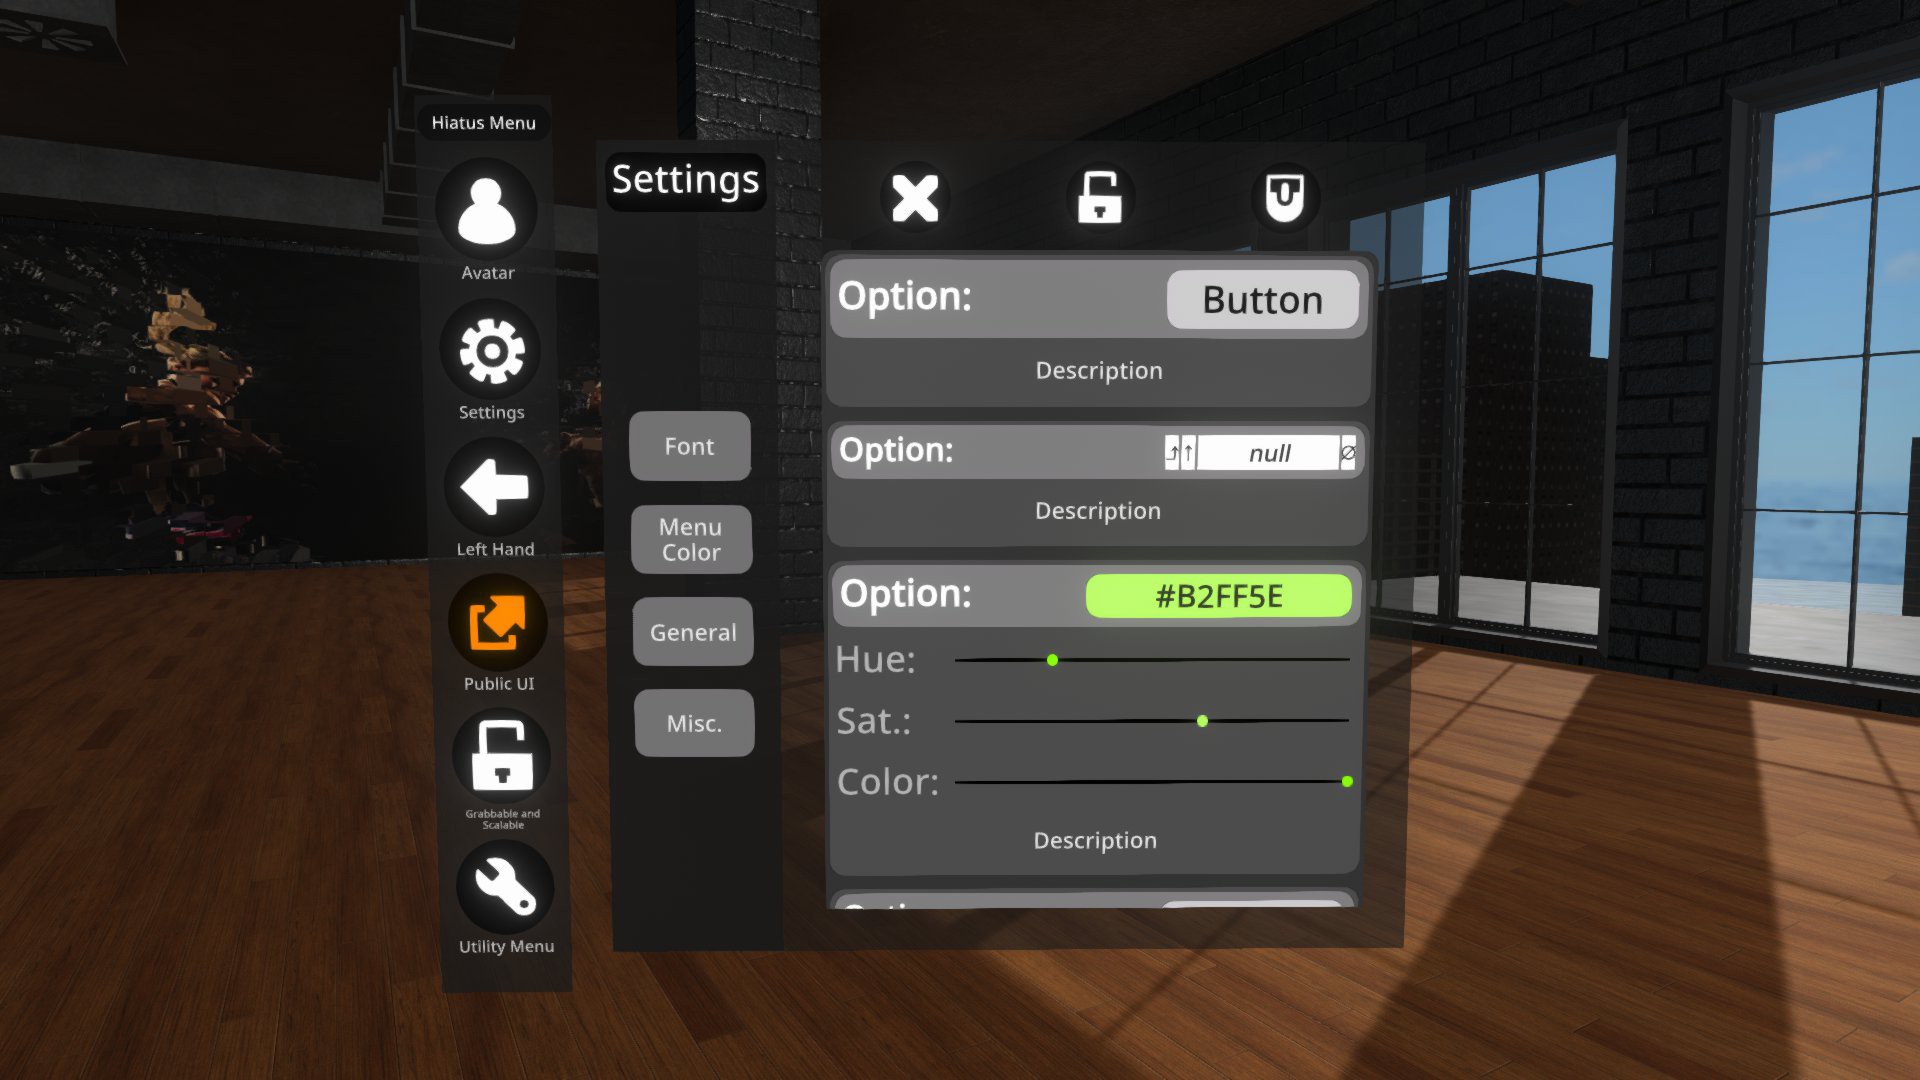 Hiatus Menu
Avatar
Settings
Left Hand
Public UI
Grabbable and
Scalable
Utility Menu
Settings
Font
Menu
Color
General
Misc.
Option:
Button
Description
Option:
⤴
↑
null
∅
Description
Option:
#B2FF5E
Hue:
Sat.:
Color:
Description